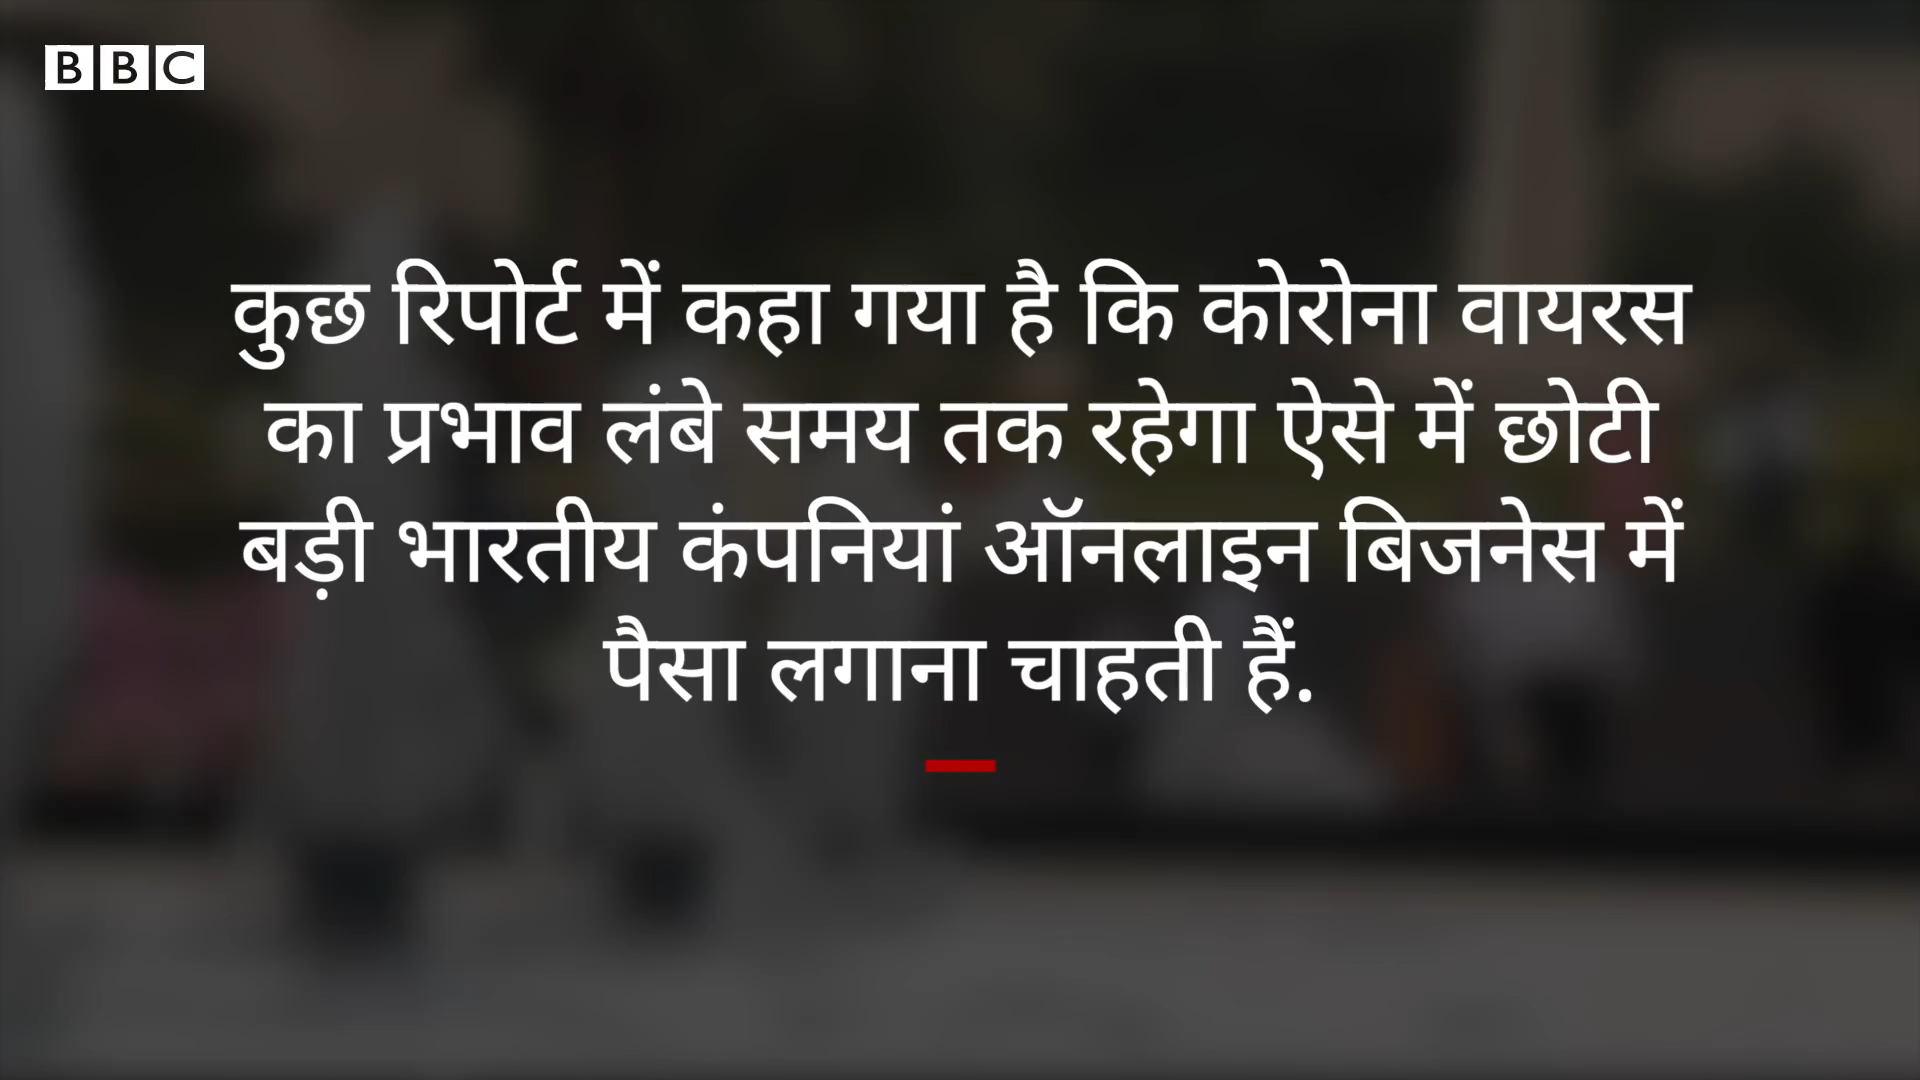 BBC
कुछ रिपोर्ट में कहा गया है कि कोरोना वायरस
का प्रभाव लंबे समय तक रहेगा ऐसे में छोटी
बड़ी भारतीय कंपनियां ऑनलाइन बिजनेस में
पैसा लगाना चाहती हैं.